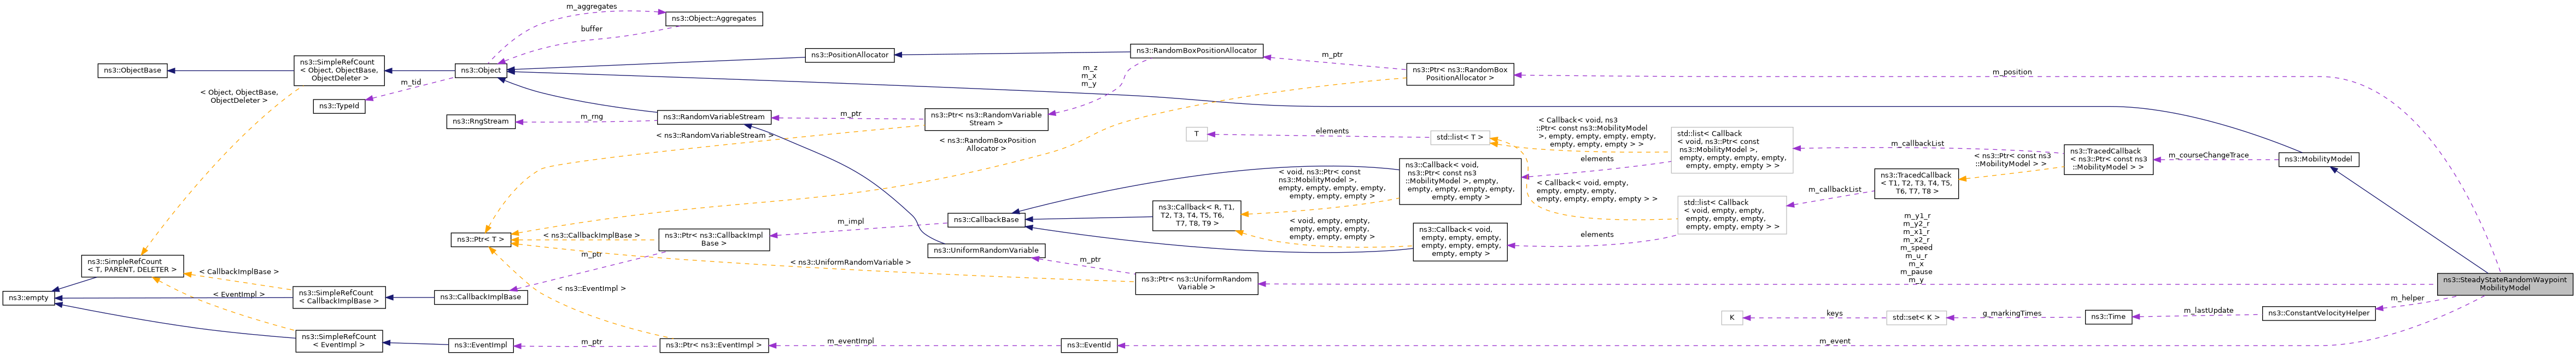 m_aggregates
ns3::Object::Aggregates
buffer
ns3::PositionAllocator
ns3::RandomBoxPositionAllocator
m_ptr
ns3::ObjectBase
ns3::SimpleRefCount
< Object, ObjectBase,
ObjectDeleter >
ns3::Object
m_tid
ns3::TypeId
< Object, ObjectBase,
ObjectDeleter >
m_z
m_x
m_y
ns3::Ptr< ns3::RandomBox
PositionAllocator >
m_position
ns3::RngStream
m_rng
ns3::RandomVariableStream
m_ptr
ns3::Ptr< ns3::RandomVariable
Stream >
< ns3::RandomVariableStream >
< ns3::RandomBoxPosition
Allocator >
T
elements
std::list< T >
< Callback< void, ns3
::Ptr< const ns3::MobilityModel
>, empty, empty, empty, empty,
empty, empty, empty > >
elements
std::list< Callback
< void, ns3::Ptr< const
ns3::MobilityModel >,
empty, empty, empty, empty,
empty, empty, empty > >
m_callbackList
ns3::TracedCallback
< ns3::Ptr< const ns3
::MobilityModel > >
m_courseChangeTrace
ns3::MobilityModel
< ns3::Ptr< const ns3
::MobilityModel > >
ns3::TracedCallback
< T1, T2, T3, T4, T5,
T6, T7, T8 >
m_callbackList
ns3::Callback< void,
ns3::Ptr< const ns3
::MobilityModel >, empty,
empty, empty, empty, empty,
empty, empty >
< void, ns3::Ptr< const
ns3::MobilityModel >,
empty, empty, empty, empty,
empty, empty, empty >
< Callback< void, empty,
empty, empty, empty,
empty, empty, empty, empty > >
std::list< Callback
< void, empty, empty,
empty, empty, empty,
empty, empty, empty > >
elements
ns3::Callback< R, T1,
T2, T3, T4, T5, T6,
T7, T8, T9 >
< void, empty, empty,
empty, empty, empty,
empty, empty, empty >
ns3::Callback< void,
empty, empty, empty,
empty, empty, empty,
empty, empty >
ns3::CallbackBase
m_impl
ns3::Ptr< ns3::CallbackImpl
Base >
< ns3::CallbackImplBase >
ns3::Ptr< T >
m_ptr
ns3::UniformRandomVariable
m_ptr
< ns3::UniformRandomVariable >
ns3::Ptr< ns3::UniformRandom
Variable >
m_y1_r
m_y2_r
m_x1_r
m_x2_r
m_speed
m_u_r
m_x
m_pause
m_y
ns3::SteadyStateRandomWaypoint
MobilityModel
ns3::SimpleRefCount
< T, PARENT, DELETER >
< CallbackImplBase >
ns3::empty
< EventImpl >
ns3::SimpleRefCount
< CallbackImplBase >
ns3::CallbackImplBase
< ns3::EventImpl >
m_helper
ns3::ConstantVelocityHelper
m_lastUpdate
ns3::Time
g_markingTimes
std::set< K >
keys
K
ns3::SimpleRefCount
< EventImpl >
ns3::EventImpl
m_ptr
ns3::Ptr< ns3::EventImpl >
m_eventImpl
ns3::EventId
m_event